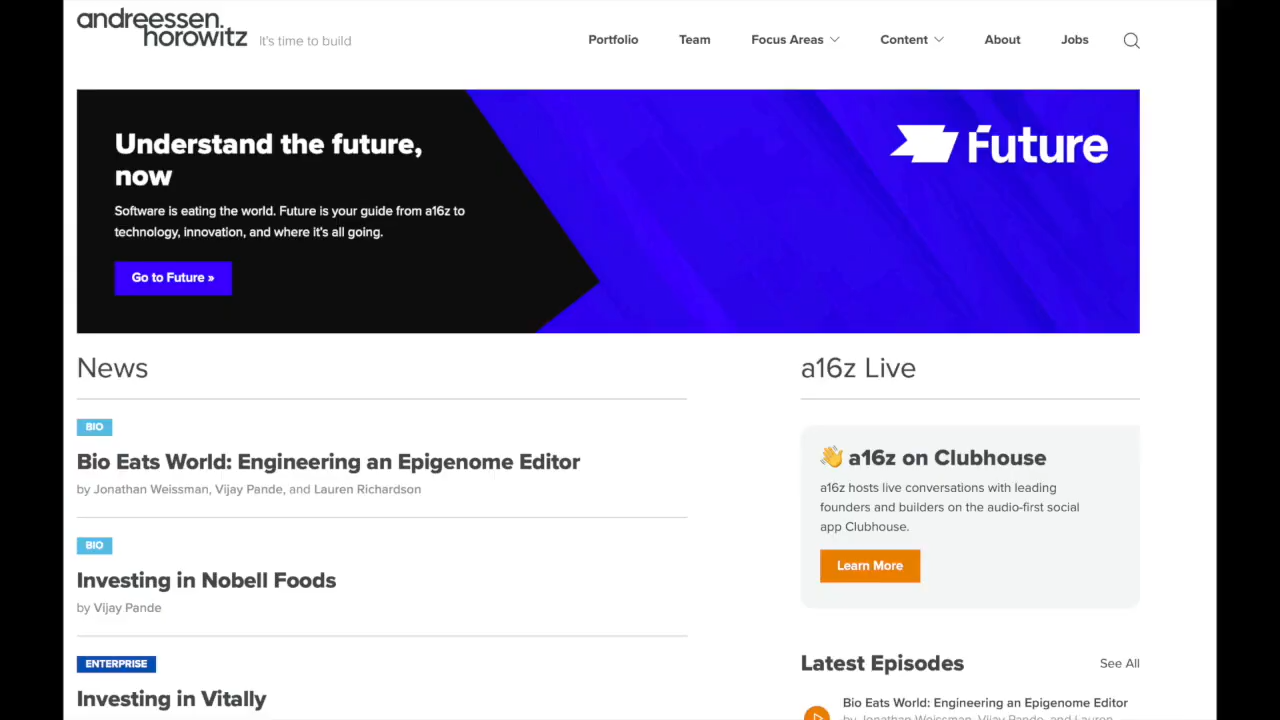 andreessen.
horowitz
It's time to build
Portfolio
Team
Focus Areas
Content
About
Jobs
Understand the future,
now
Software is eating the world. Future is your guide from a16z to
technology, innovation, and where it's all going.
Go to Future »
Future
News
BIO
Bio Eats World: Engineering an Epigenome Editor
by Jonathan Weissman, Vijay Pande, and Lauren Richardson
BIO
Investing in Nobell Foods
by Vijay Pande
ENTERPRISE
Investing in Vitally
a16z Live
👋 a16z on Clubhouse
a16z hosts live conversations with leading
founders and builders on the audio-first social
app Clubhouse.
Learn More
Latest Episodes
See All
Bio Eats World: Engineering an Epigenome Editor
by Jonathan Weissman, Vijay Pande, and Lauren